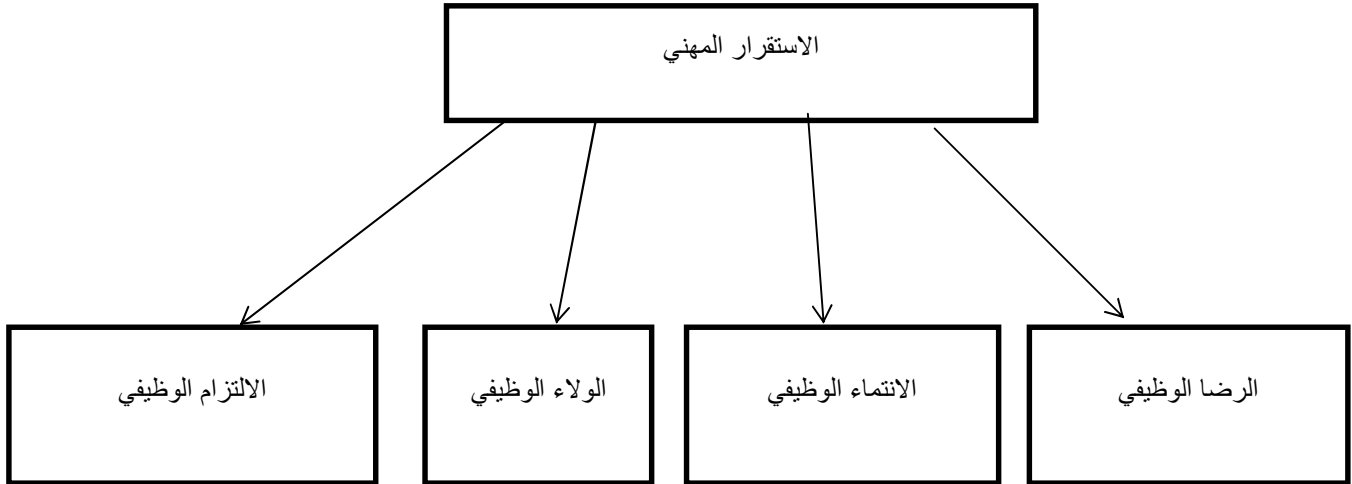 الاستقرار المهني
الرضا الوظيفي
الانتماء الوظيفي
الولاء الوظيفي
الالتزام الوظيفي